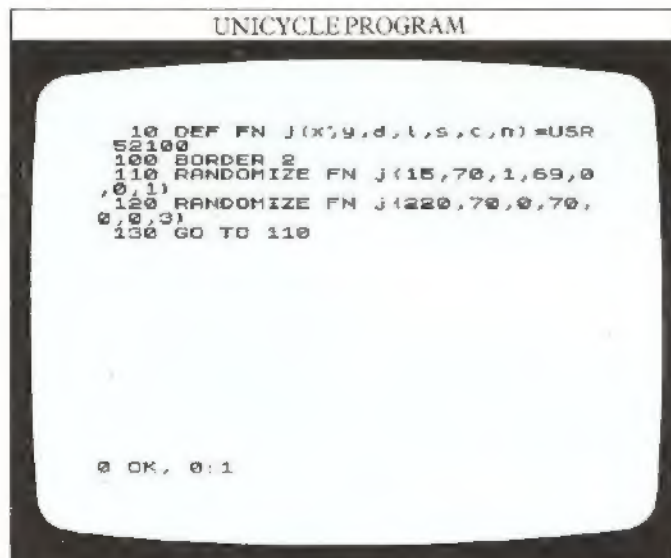 UNICYCLE PROGRAM
10 DEF FN j(x,y,d,l,s,c,n)=USR
52100
100 BORDER 2
110 RANDOMIZE FN j(15,70,1,69,0
,0,1)
120 RANDOMIZE FN j(220,70,0,70,
0,0,3)
130 GO TO 110
0 OK, 0:1